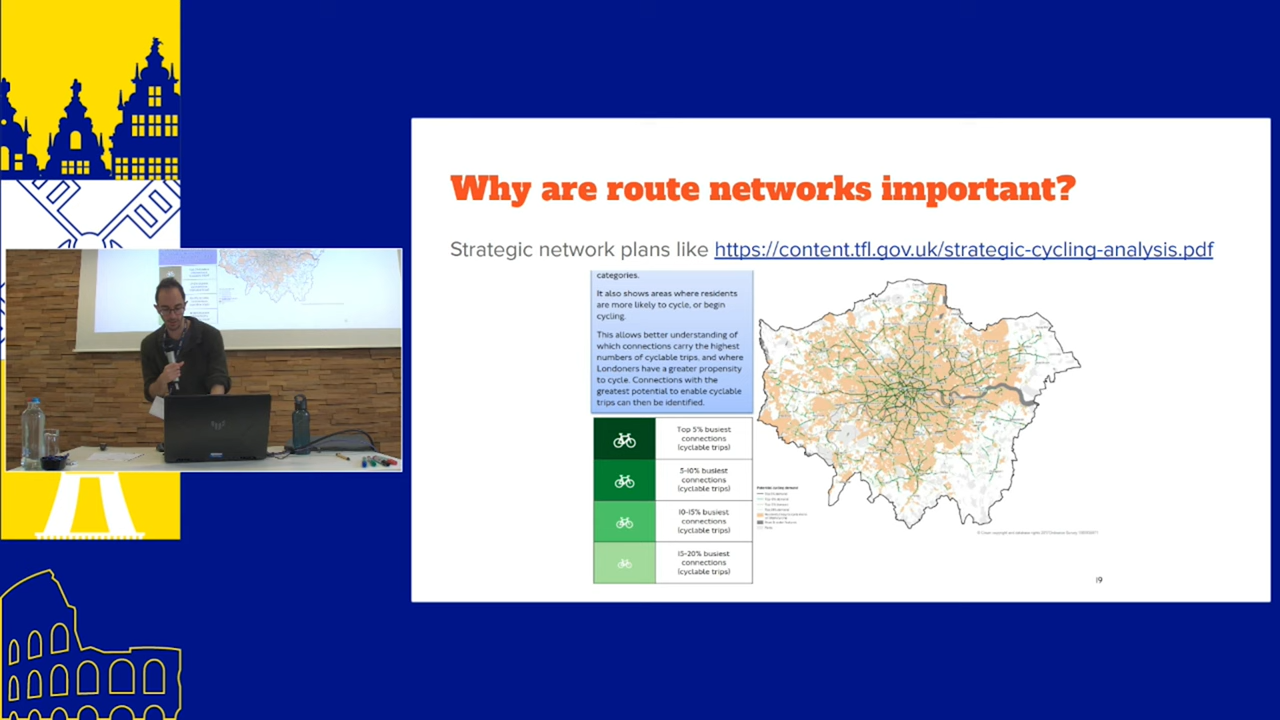 Why are route networks important?
Strategic network plans like https://content.tfl.gov.uk/strategic-cycling-analysis.pdf
categories.
It also shows areas where residents
are more likely to cycle, or begin
cycling.
This allows better understanding of
which connections carry the highest
numbers of cyclable trips, and where
Londoners have a greater propensity
to cycle. Connections with the
greatest potential to enable cyclable
trips can then be identified.
Top 5% busiest
connections
(cyclable trips)
5-10% busiest
connections
(cyclable trips)
10-15% busiest
connections
(cyclable trips)
15-20% busiest
connections
(cyclable trips)
19